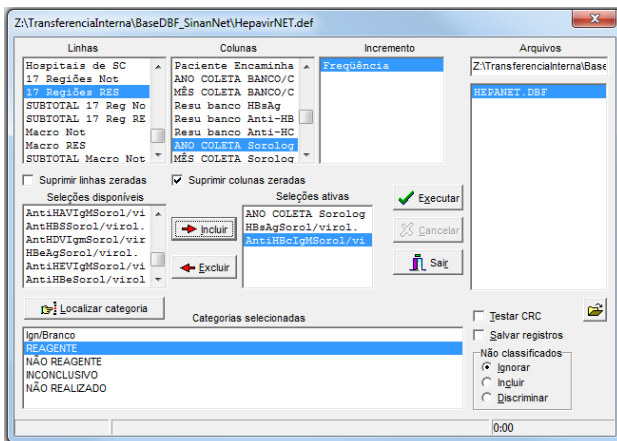 Z:\TransferenciaInterna\BaseDBF_SinanNet\HepavirNET.def
Linhas
Hospitais de SC
17 Regiões Not
17 Regiões RES
SUBTOTAL 17 Reg No
SUBTOTAL 17 Reg RE
Macro Not
Macro RES
SUBTOTAL Macro Not
Colunas
Paciente Encaminha
ANO COLETA BANCO/C
MÊS COLETA BANCO/C
Resu banco HBsAg
Resu banco Anti-HB
Resu banco Anti-HC
ANO COLETA Sorolog
MÊS COLETA Sorolog
Incremento
Freqüência
Arquivos
Z:\TransferenciaInterna\Base
HEPANET.DBF
Suprimir linhas zeradas
Suprimir colunas zeradas
Seleções disponíveis
AntiHAVIgMSorol/vi
AntHBSSorol/virol.
AntHDVIgmSorol/vir
HBeAgSorol/virol.
AntiHEVIgMSorol/vi
AntiHBeSorol/virol
Incluir
Excluir
Seleções ativas
ANO COLETA Sorolog
HBsAgSorol/virol.
AntiHBcIgMSorol/vi
Executar
Cancelar
Sair
Localizar categoria
Categorias selecionadas
Ign/Branco
REAGENTE
NÃO REAGENTE
INCONCLUSIVO
NÃO REALIZADO
Testar CRC
Salvar registros
Não classificados
Ignorar
Incluir
Discriminar
0:00